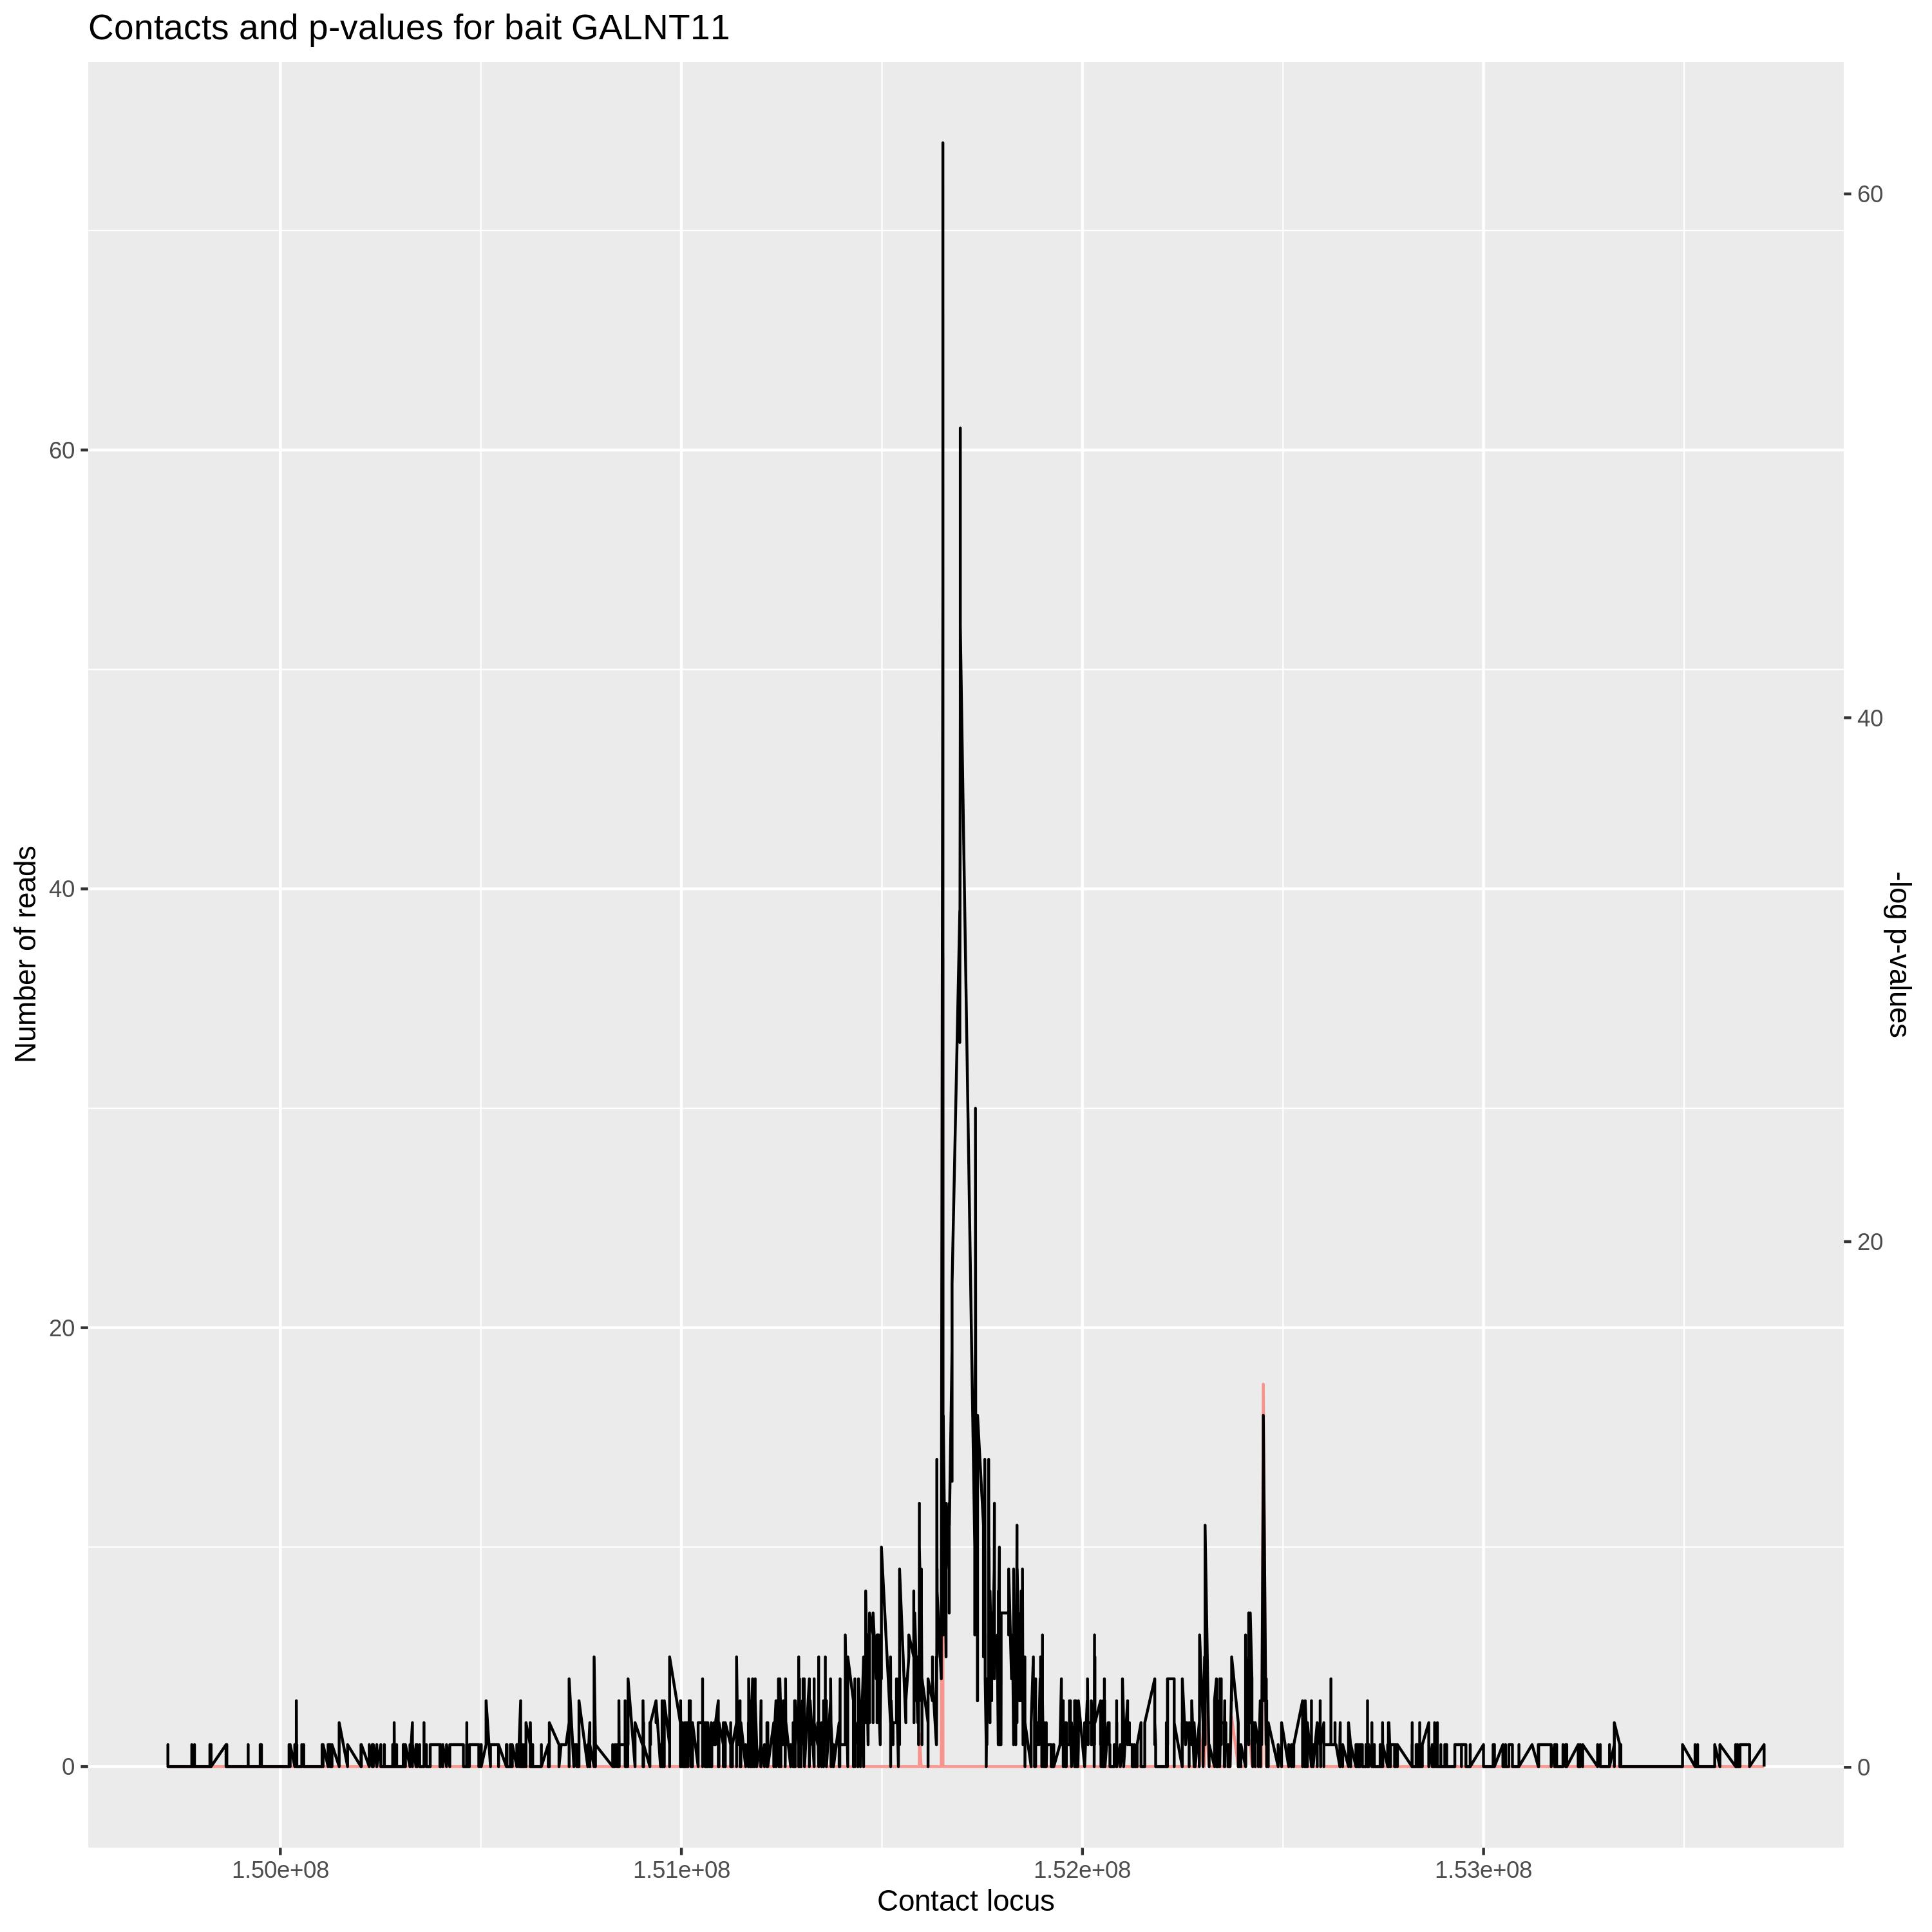 Contacts and p-values for bait GALNT11
Number of reads
60
40
20
0
60
40
20
0
-log p-values
1.50e+08
1.51e+08
1.52e+08
1.53e+08
Contact locus